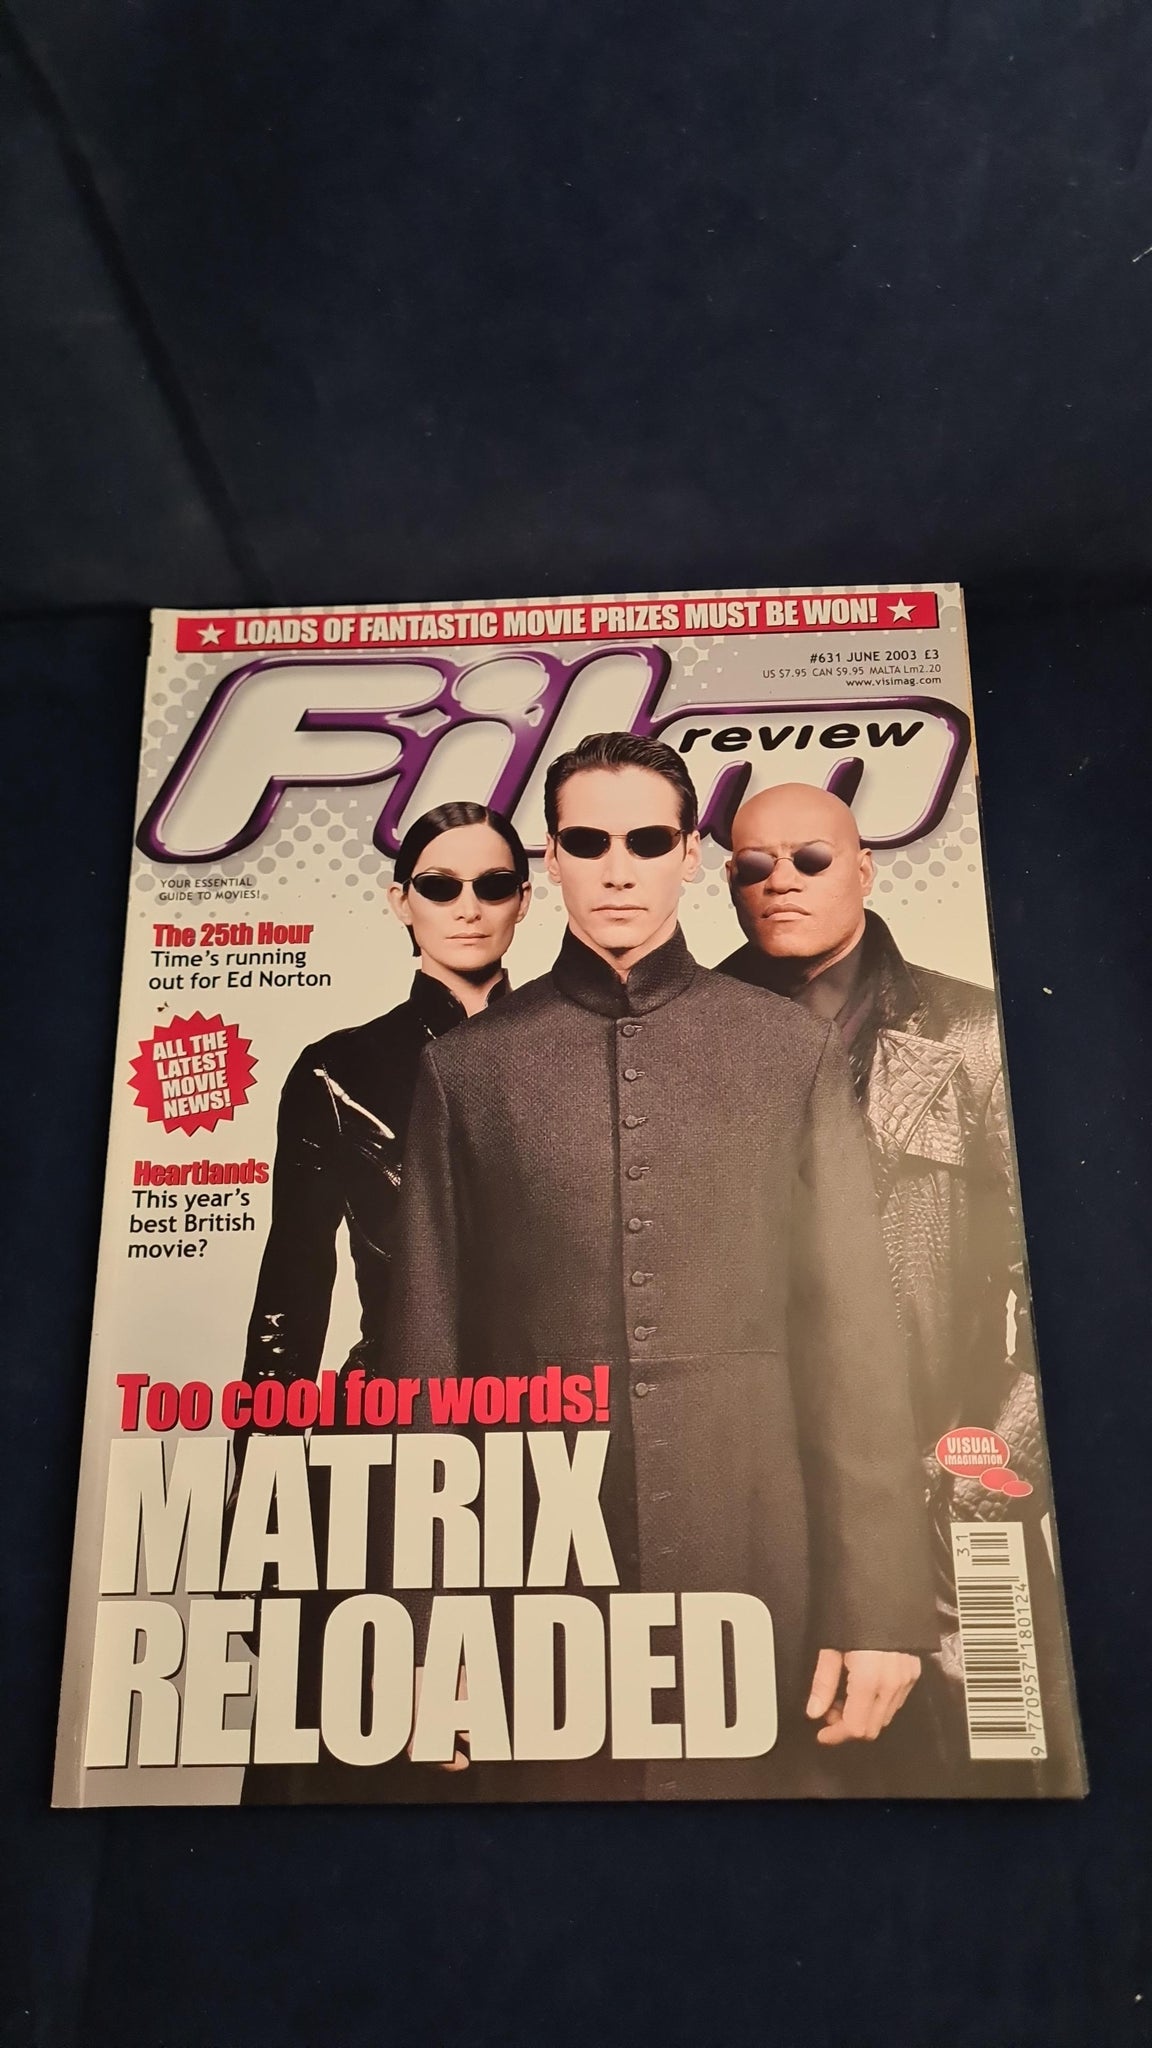 ★ LOADS OF FANTASTIC MOVIE PRIZES MUST BE WON! ★
#631 JUNE 2003 £3
US $7.95 CAN $9.95 MALTA Lm2.20
www.visimag.com
Film
review
YOUR ESSENTIAL
GUIDE TO MOVIES!
The 25th Hour
Time's running
out for Ed Norton
ALL THE
LATEST
MOVIE
NEWS!
Heartlands
This year's
best British
movie?
Too cool for words!
MATRIX
RELOADED
VISUAL
IMAGINATION
31
9 770957 180124